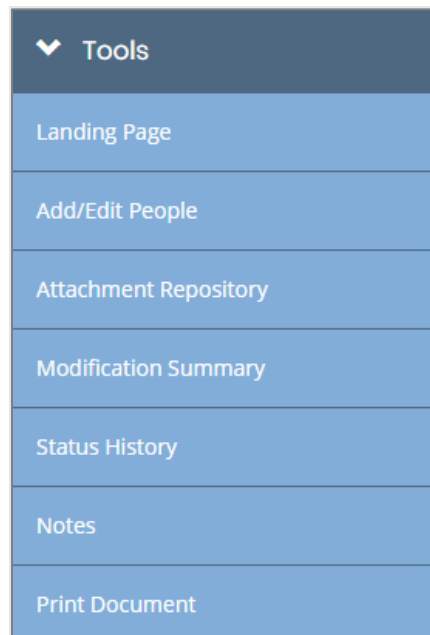 Tools
Landing Page
Add/Edit People
Attachment Repository
Modification Summary
Status History
Notes
Print Document